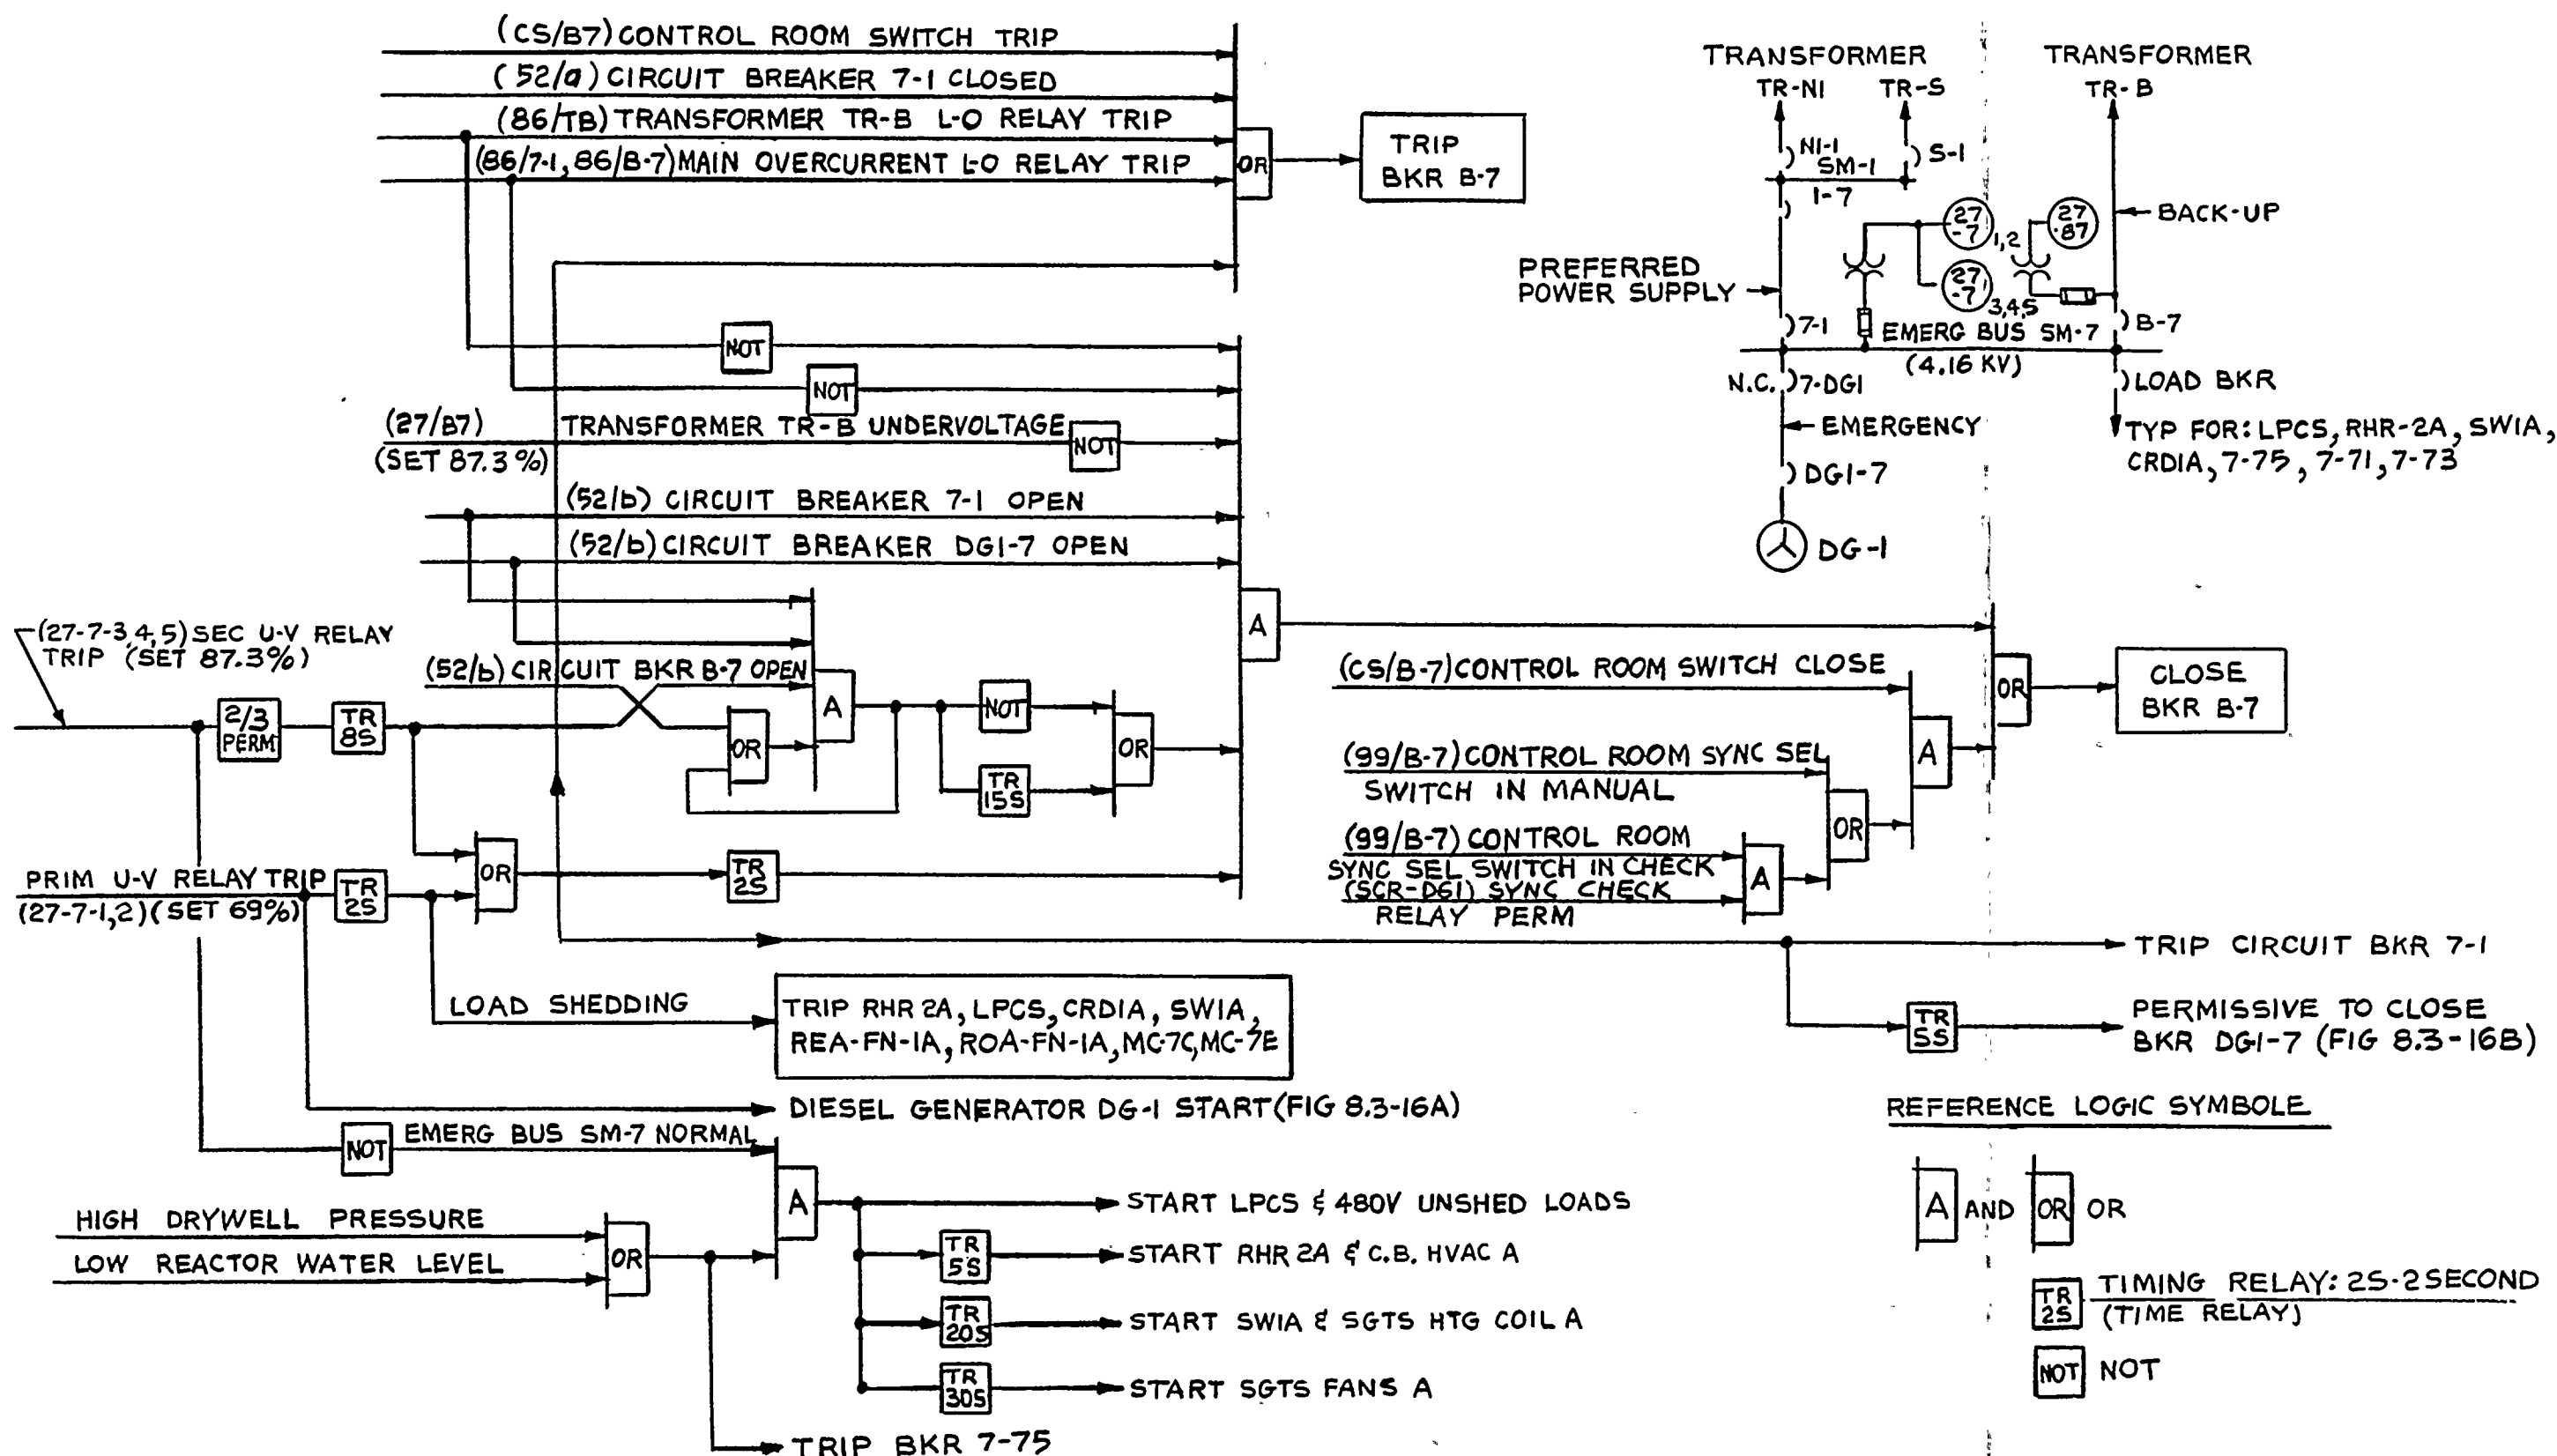 (CS/B7) CONTROL ROOM SWITCH TRIP
(52/a) CIRCUIT BREAKER 7-1 CLOSED
(86/TB) TRANSFORMER TR-B L-O RELAY TRIP
(86/7-1, 86/B-7) MAIN OVERCURRENT L-O RELAY TRIP
OR
TRIP
BKR B-7
NOT
NOT
(27/B7) TRANSFORMER TR-B UNDERVOLTAGE
(SET 87.3%)
NOT
(52/b) CIRCUIT BREAKER 7-1 OPEN
(52/b) CIRCUIT BREAKER DG1-7 OPEN
A
(27-7-3,4,5) SEC U-V RELAY
TRIP (SET 87.3%)
(52/b) CIRCUIT BKR B-7 OPEN
2/3
PERM
TR
8S
OR
A
NOT
TR
15S
OR
PRIM U-V RELAY TRIP
(27-7-1,2) (SET 69%)
TR
2S
OR
TR
2S
LOAD SHEDDING
TRIP RHR 2A, LPCS, CRD1A, SW1A,
REA-FN-1A, ROA-FN-1A, MC-7C, MC-7E
DIESEL GENERATOR DG-1 START (FIG 8.3-16A)
NOT
EMERG BUS SM-7 NORMAL
HIGH DRYWELL PRESSURE
LOW REACTOR WATER LEVEL
OR
A
START LPCS & 480V UNSHED LOADS
TR
5S
START RHR 2A & C.B. HVAC A
TR
20S
START SW1A & SGTS HTG COIL A
TR
30S
START SGTS FANS A
TRIP BKR 7-75
TRANSFORMER
TR-N1
TR-S
TRANSFORMER
TR-B
N1-1
SM-1
S-1
1-7
27
-7
1,2
27
-7
3,4,5
27
-87
BACK-UP
PREFERRED
POWER SUPPLY
7-1
EMERG BUS SM-7
(4.16 KV)
B-7
N.C.
7-DG1
LOAD BKR
EMERGENCY
TYP FOR: LPCS, RHR-2A, SW1A,
CRD1A, 7-75, 7-71, 7-73
DG1-7
DG-1
(CS/B-7) CONTROL ROOM SWITCH CLOSE
(99/B-7) CONTROL ROOM SYNC SEL
SWITCH IN MANUAL
(99/B-7) CONTROL ROOM
SYNC SEL SWITCH IN CHECK
(SCR-DG1) SYNC CHECK
RELAY PERM
A
OR
A
OR
CLOSE
BKR B-7
TRIP CIRCUIT BKR 7-1
TR
5S
PERMISSIVE TO CLOSE
BKR DG1-7 (FIG 8.3-16B)
REFERENCE LOGIC SYMBOLE
A AND
OR OR
TR
2S
TIMING RELAY: 2S-2SECOND
(TIME RELAY)
NOT NOT